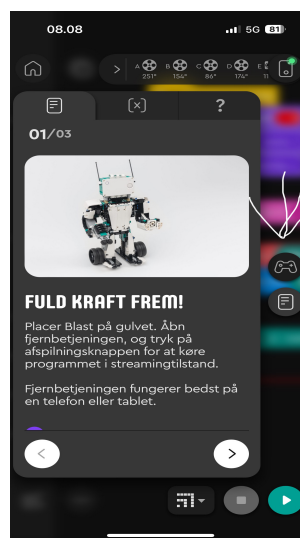 08.08
5G 81
A B C D E
251° 154° 86° 174°
?
01/03
FULD KRAFT FREM!
Placer Blast på gulvet. Åbn
fjernbetjeningen, og tryk på
afspilningsknappen for at køre
programmet i streamingtilstand.
Fjernbetjeningen fungerer bedst på
en telefon eller tablet.